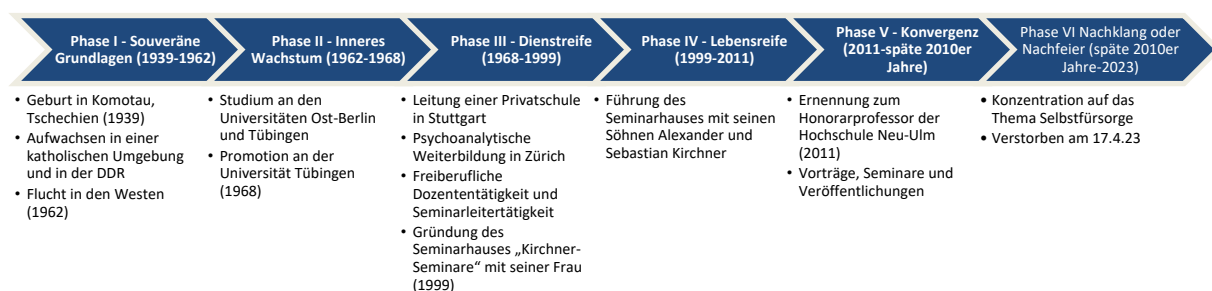 Phase I - Souveräne
Grundlagen (1939-1962)
• Geburt in Komotau,
Tschechien (1939)
• Aufwachsen in einer
katholischen Umgebung
und in der DDR
• Flucht in den Westen
(1962)
Phase II - Inneres
Wachstum (1962-1968)
• Studium an den
Universitäten Ost-Berlin
und Tübingen
• Promotion an der
Universität Tübingen
(1968)
Phase III - Dienstreife
(1968-1999)
• Leitung einer Privatschule
in Stuttgart
• Psychoanalytische
Weiterbildung in Zürich
• Freiberufliche
Dozententätigkeit und
Seminarleitertätigkeit
• Gründung des
Seminarhauses „Kirchner-
Seminare“ mit seiner Frau
(1999)
Phase IV - Lebensreife
(1999-2011)
• Führung des
Seminarhauses mit seinen
Söhnen Alexander und
Sebastian Kirchner
Phase V - Konvergenz
(2011-späte 2010er
Jahre)
• Ernennung zum
Honorarprofessor der
Hochschule Neu-Ulm
(2011)
• Vorträge, Seminare und
Veröffentlichungen
Phase VI Nachklang oder
Nachfeier (späte 2010er
Jahre-2023)
• Konzentration auf das
Thema Selbstfürsorge
• Verstorben am 17.4.23